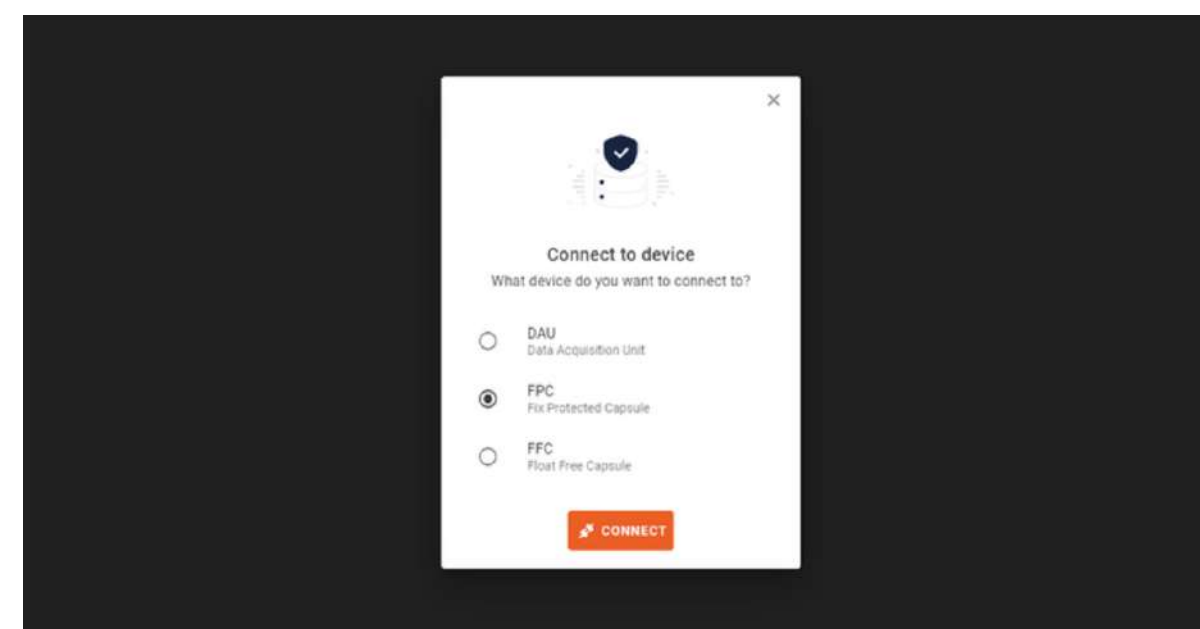 Connect to device
What device do you want to connect to?
DAU
Data Acquisition Unit
FPC
Fix Protected Capsule
FFC
Float Free Capsule
CONNECT